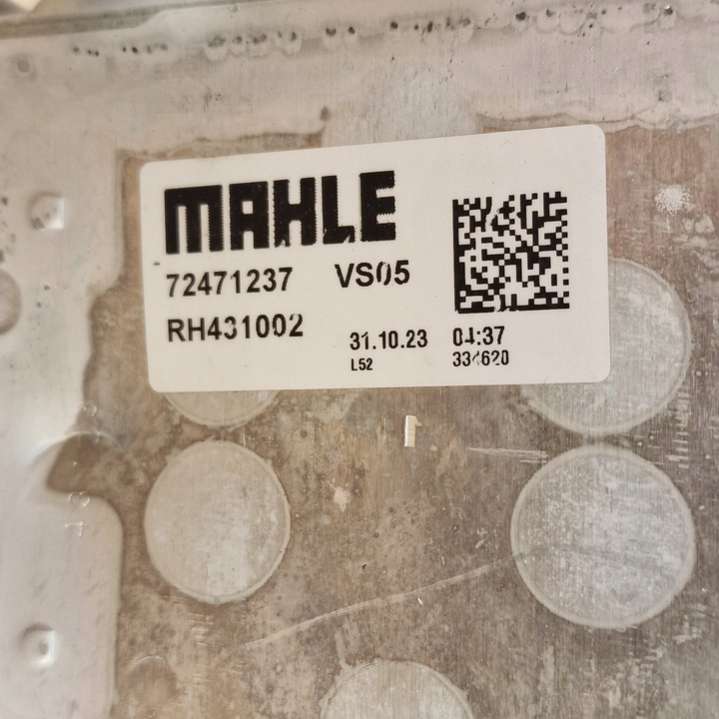 MAHLE
72471237 VS05
RH431002
31.10.23 04:37
L52 334620